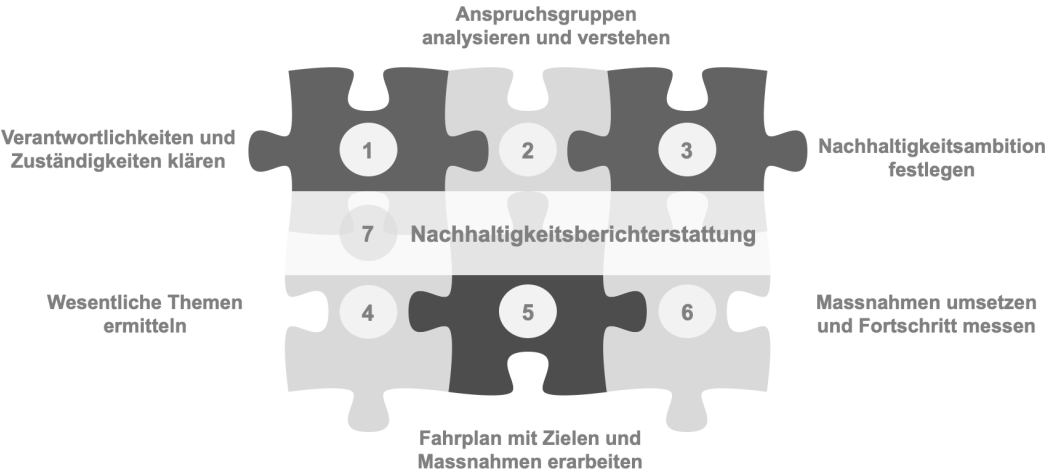 Anspruchsgruppen
analysieren und verstehen
Verantwortlichkeiten und
Zuständigkeiten klären
1
2
3
Nachhaltigkeitsambition
festlegen
7 Nachhaltigkeitsberichterstattung
Wesentliche Themen
ermitteln
4
5
6
Massnahmen umsetzen
und Fortschritt messen
Fahrplan mit Zielen und
Massnahmen erarbeiten